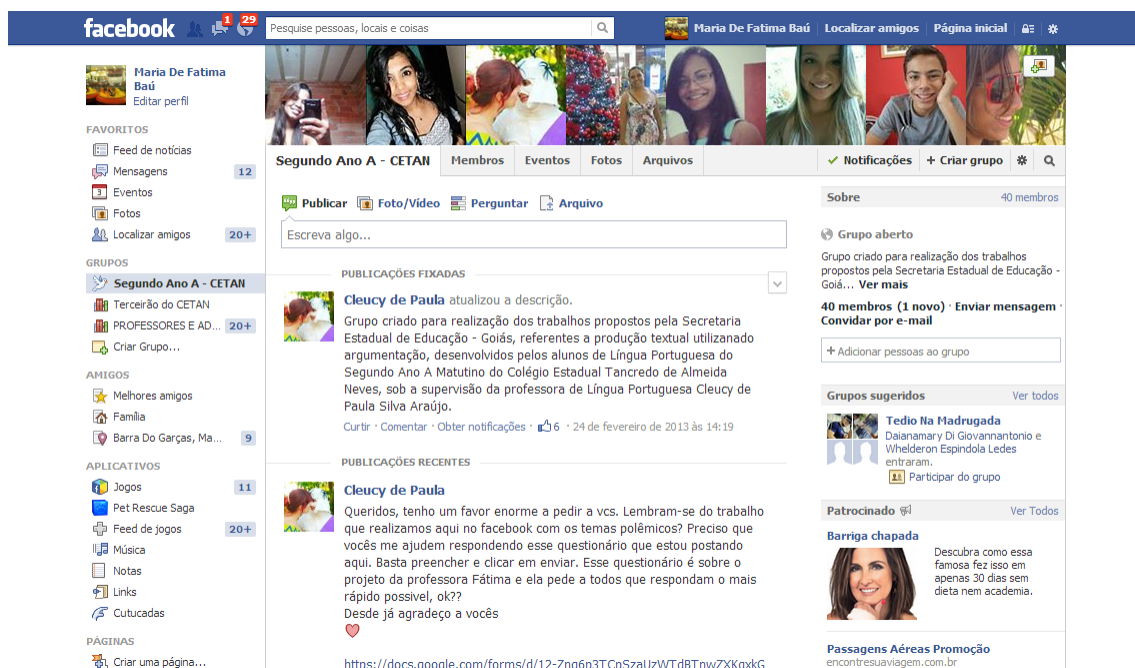 facebook
1
29
Pesquise pessoas, locais e coisas
Maria De Fatima Baú
Localizar amigos
Página inicial
Maria De Fatima
Baú
Editar perfil
FAVORITOS
Feed de notícias
Mensagens 12
3 Eventos
Fotos
Localizar amigos 20+
GRUPOS
Segundo Ano A - CETAN
Terceirão do CETAN
PROFESSORES E AD... 20+
Criar Grupo...
AMIGOS
Melhores amigos
Família
Barra Do Garças, Ma... 9
APLICATIVOS
Jogos 11
Pet Rescue Saga
Feed de jogos 20+
Música
Notas
Links
Cutucadas
PÁGINAS
Criar uma página...
Segundo Ano A - CETAN Membros Eventos Fotos Arquivos
Notificações + Criar grupo
Publicar Foto/Vídeo Perguntar Arquivo
Escreva algo...
PUBLICAÇÕES FIXADAS
Cleucy de Paula atualizou a descrição.
Grupo criado para realização dos trabalhos propostos pela Secretaria
Estadual de Educação - Goiás, referentes a produção textual utilizanado
argumentação, desenvolvidos pelos alunos de Língua Portuguesa do
Segundo Ano A Matutino do Colégio Estadual Tancredo de Almeida
Neves, sob a supervisão da professora de Língua Portuguesa Cleucy de
Paula Silva Araújo.
Curtir · Comentar · Obter notificações · 6 · 24 de fevereiro de 2013 às 14:19
PUBLICAÇÕES RECENTES
Cleucy de Paula
Queridos, tenho um favor enorme a pedir a vcs. Lembram-se do trabalho
que realizamos aqui no facebook com os temas polêmicos? Preciso que
vocês me ajudem respondendo esse questionário que estou postando
aqui. Basta preencher e clicar em enviar. Esse questionário é sobre o
projeto da professora Fátima e ela pede a todos que respondam o mais
rápido possivel, ok??
Desde já agradeço a vocês
Sobre 40 membros
Grupo aberto
Grupo criado para realização dos trabalhos
propostos pela Secretaria Estadual de Educação -
Goiá... Ver mais
40 membros (1 novo) · Enviar mensagem ·
Convidar por e-mail
+ Adicionar pessoas ao grupo
Grupos sugeridos Ver todos
Tedio Na Madrugada
Daianamary Di Giovannantonio e
Whelderon Espindola Ledes
entraram.
Participar do grupo
Patrocinado Ver Todos
Barriga chapada
Descubra como essa
famosa fez isso em
apenas 30 dias sem
dieta nem academia.
Passagens Aéreas Promoção
encontresuaviagem.com.br